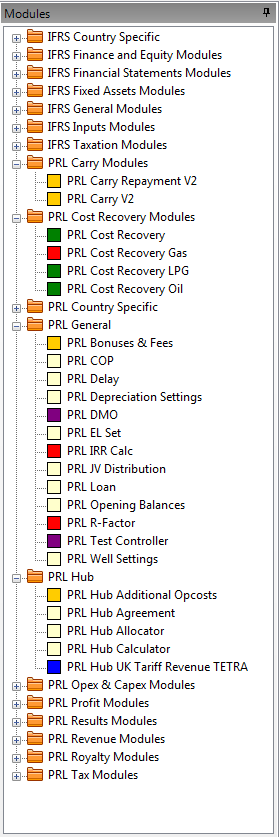 Modules
IFRS Country Specific
IFRS Finance and Equity Modules
IFRS Financial Statements Modules
IFRS Fixed Assets Modules
IFRS General Modules
IFRS Inputs Modules
IFRS Taxation Modules
PRL Carry Modules
PRL Carry Repayment V2
PRL Carry V2
PRL Cost Recovery Modules
PRL Cost Recovery
PRL Cost Recovery Gas
PRL Cost Recovery LPG
PRL Cost Recovery Oil
PRL Country Specific
PRL General
PRL Bonuses & Fees
PRL COP
PRL Delay
PRL Depreciation Settings
PRL DMO
PRL EL Set
PRL IRR Calc
PRL JV Distribution
PRL Loan
PRL Opening Balances
PRL R-Factor
PRL Test Controller
PRL Well Settings
PRL Hub
PRL Hub Additional Opcosts
PRL Hub Agreement
PRL Hub Allocator
PRL Hub Calculator
PRL Hub UK Tariff Revenue TETRA
PRL Opex & Capex Modules
PRL Profit Modules
PRL Results Modules
PRL Revenue Modules
PRL Royalty Modules
PRL Tax Modules